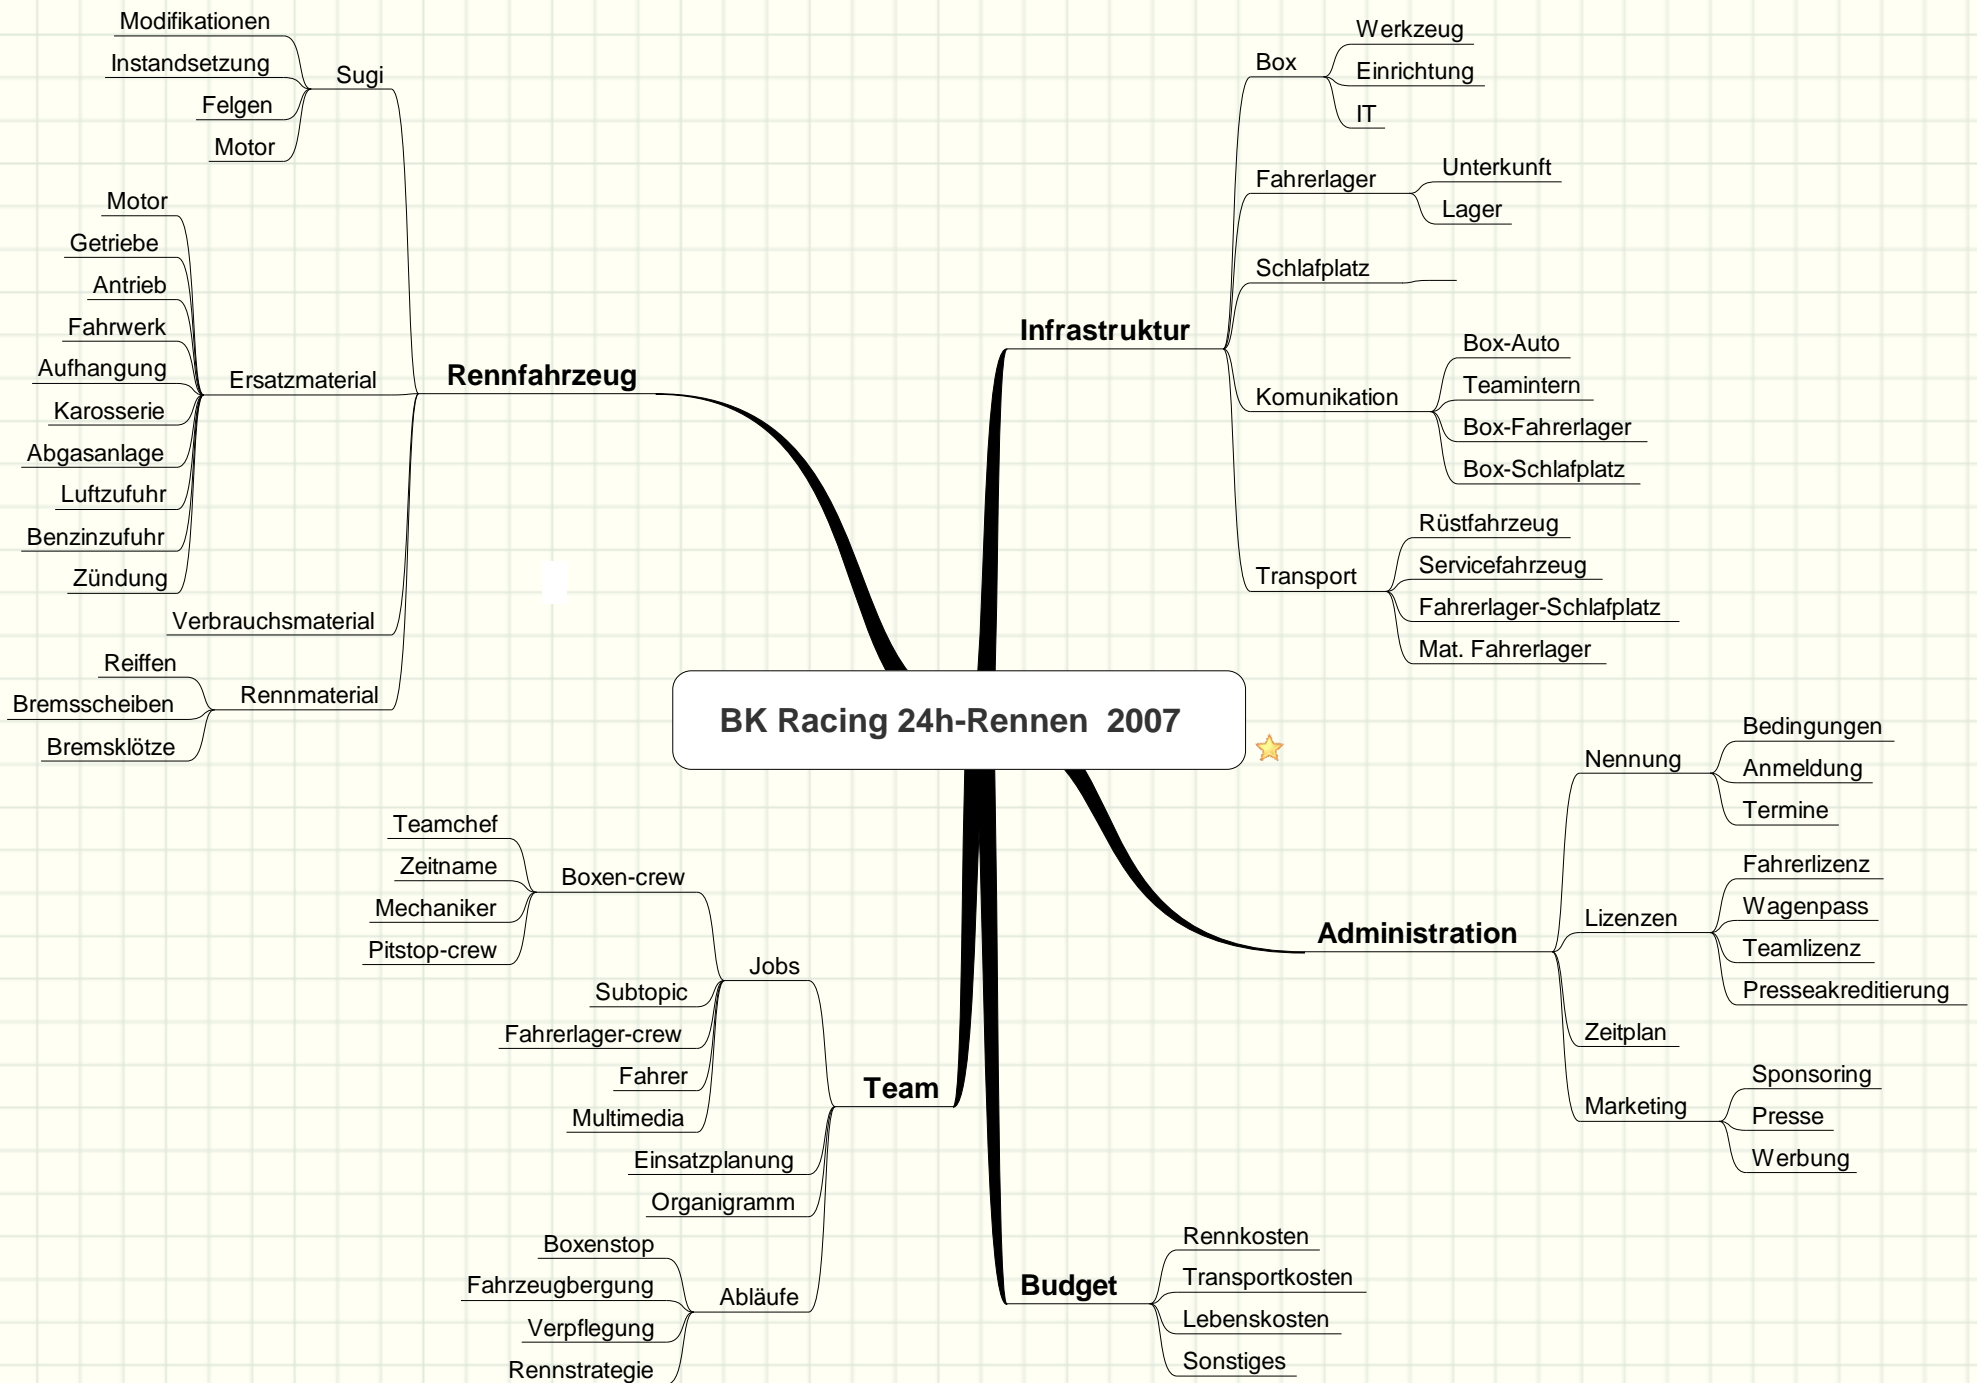 BK Racing 24h-Rennen  2007
Rennfahrzeug
Sugi
Modifikationen
Instandsetzung
Felgen
Motor
Ersatzmaterial
Motor
Getriebe
Antrieb
Fahrwerk
Aufhangung
Karosserie
Abgasanlage
Luftzufuhr
Benzinzufuhr
Zündung
Verbrauchsmaterial
Rennmaterial
Reiffen
Bremsscheiben
Bremsklötze
Infrastruktur
Box
Werkzeug
Einrichtung
IT
Fahrerlager
Unterkunft
Lager
Schlafplatz
Komunikation
Box-Auto
Teamintern
Box-Fahrerlager
Box-Schlafplatz
Transport
Rüstfahrzeug
Servicefahrzeug
Fahrerlager-Schlafplatz
Mat. Fahrerlager
Administration
Nennung
Bedingungen
Anmeldung
Termine
Lizenzen
Fahrerlizenz
Wagenpass
Teamlizenz
Presseakreditierung
Zeitplan
Marketing
Sponsoring
Presse
Werbung
Team
Jobs
Boxen-crew
Teamchef
Zeitname
Mechaniker
Pitstop-crew
Subtopic
Fahrerlager-crew
Fahrer
Multimedia
Einsatzplanung
Organigramm
Abläufe
Boxenstop
Fahrzeugbergung
Verpflegung
Rennstrategie
Budget
Rennkosten
Transportkosten
Lebenskosten
Sonstiges